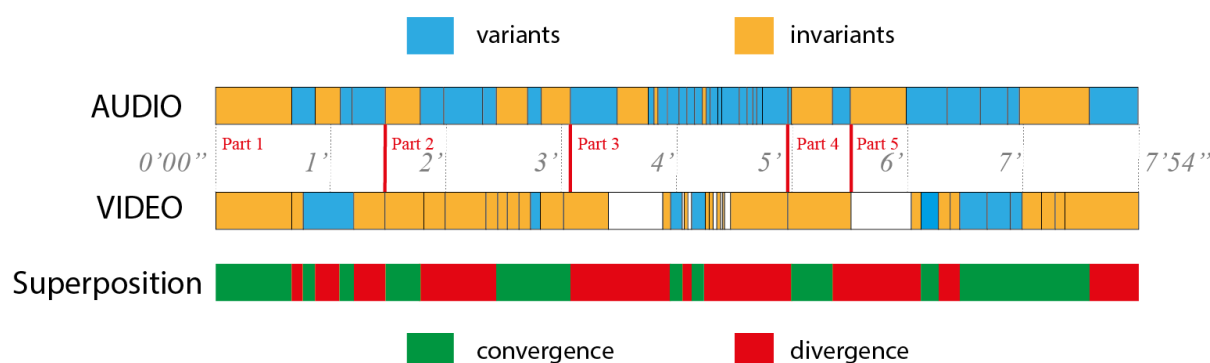 variants invariants
AUDIO
Part 1 Part 2 Part 3 Part 4 Part 5
0'00” 1' 2' 3' 4' 5' 6' 7' 7'54”
VIDEO
Superposition
convergence divergence